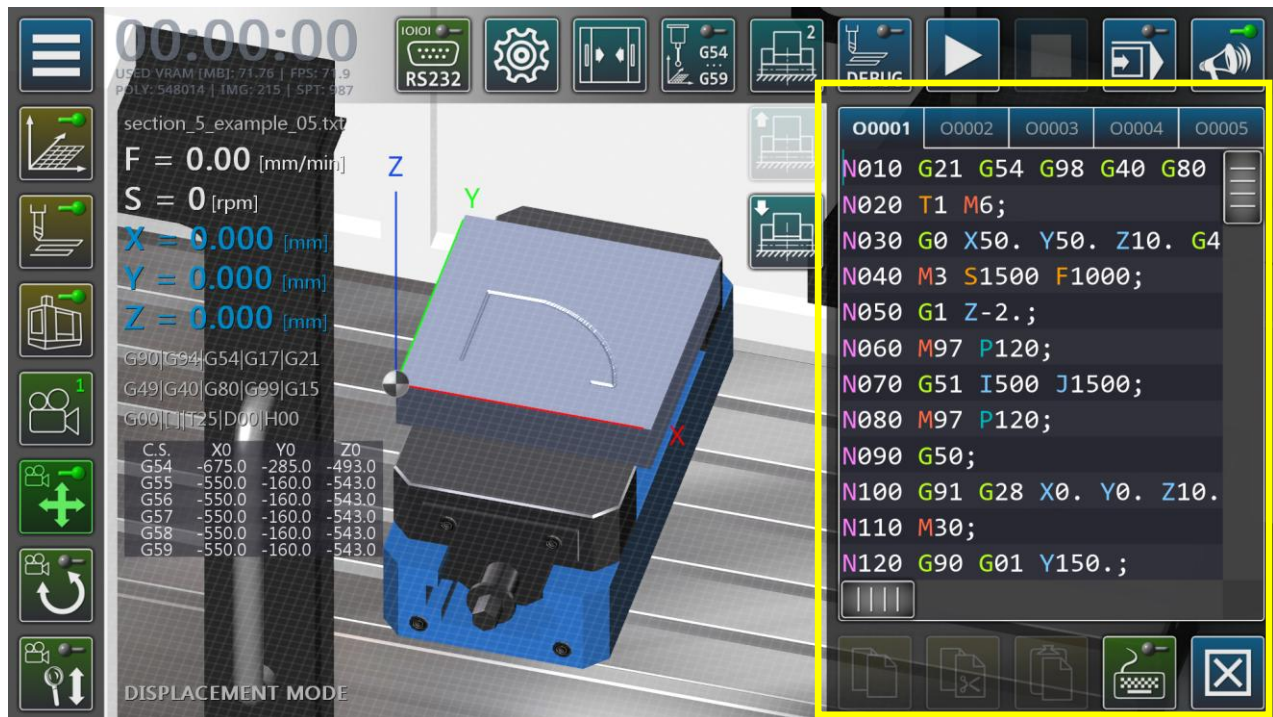 00:00:00
USED VRAM [MB]: 71.76 | FPS: 71.9
POLY: 548014 | IMG: 215 | SPT: 987
IOIOI
RS232
G54
G59
2
DEBUG
section_5_example_05.txt
F = 0.00 [mm/min]
S = 0 [rpm]
X = 0.000 [mm]
Y = 0.000 [mm]
Z = 0.000 [mm]
G90|G94|G54|G17|G21
G49|G40|G80|G99|G15
G00|[_]|T25|D00|H00
C.S. X0 Y0 Z0
G54 -675.0 -285.0 -493.0
G55 -550.0 -160.0 -543.0
G56 -550.0 -160.0 -543.0
G57 -550.0 -160.0 -543.0
G58 -550.0 -160.0 -543.0
G59 -550.0 -160.0 -543.0
DISPLACEMENT MODE
1
Z
Y
X
O0001 O0002 O0003 O0004 O0005
N010 G21 G54 G98 G40 G80
N020 T1 M6;
N030 G0 X50. Y50. Z10. G4
N040 M3 S1500 F1000;
N050 G1 Z-2.;
N060 M97 P120;
N070 G51 I500 J1500;
N080 M97 P120;
N090 G50;
N100 G91 G28 X0. Y0. Z10.
N110 M30;
N120 G90 G01 Y150.;